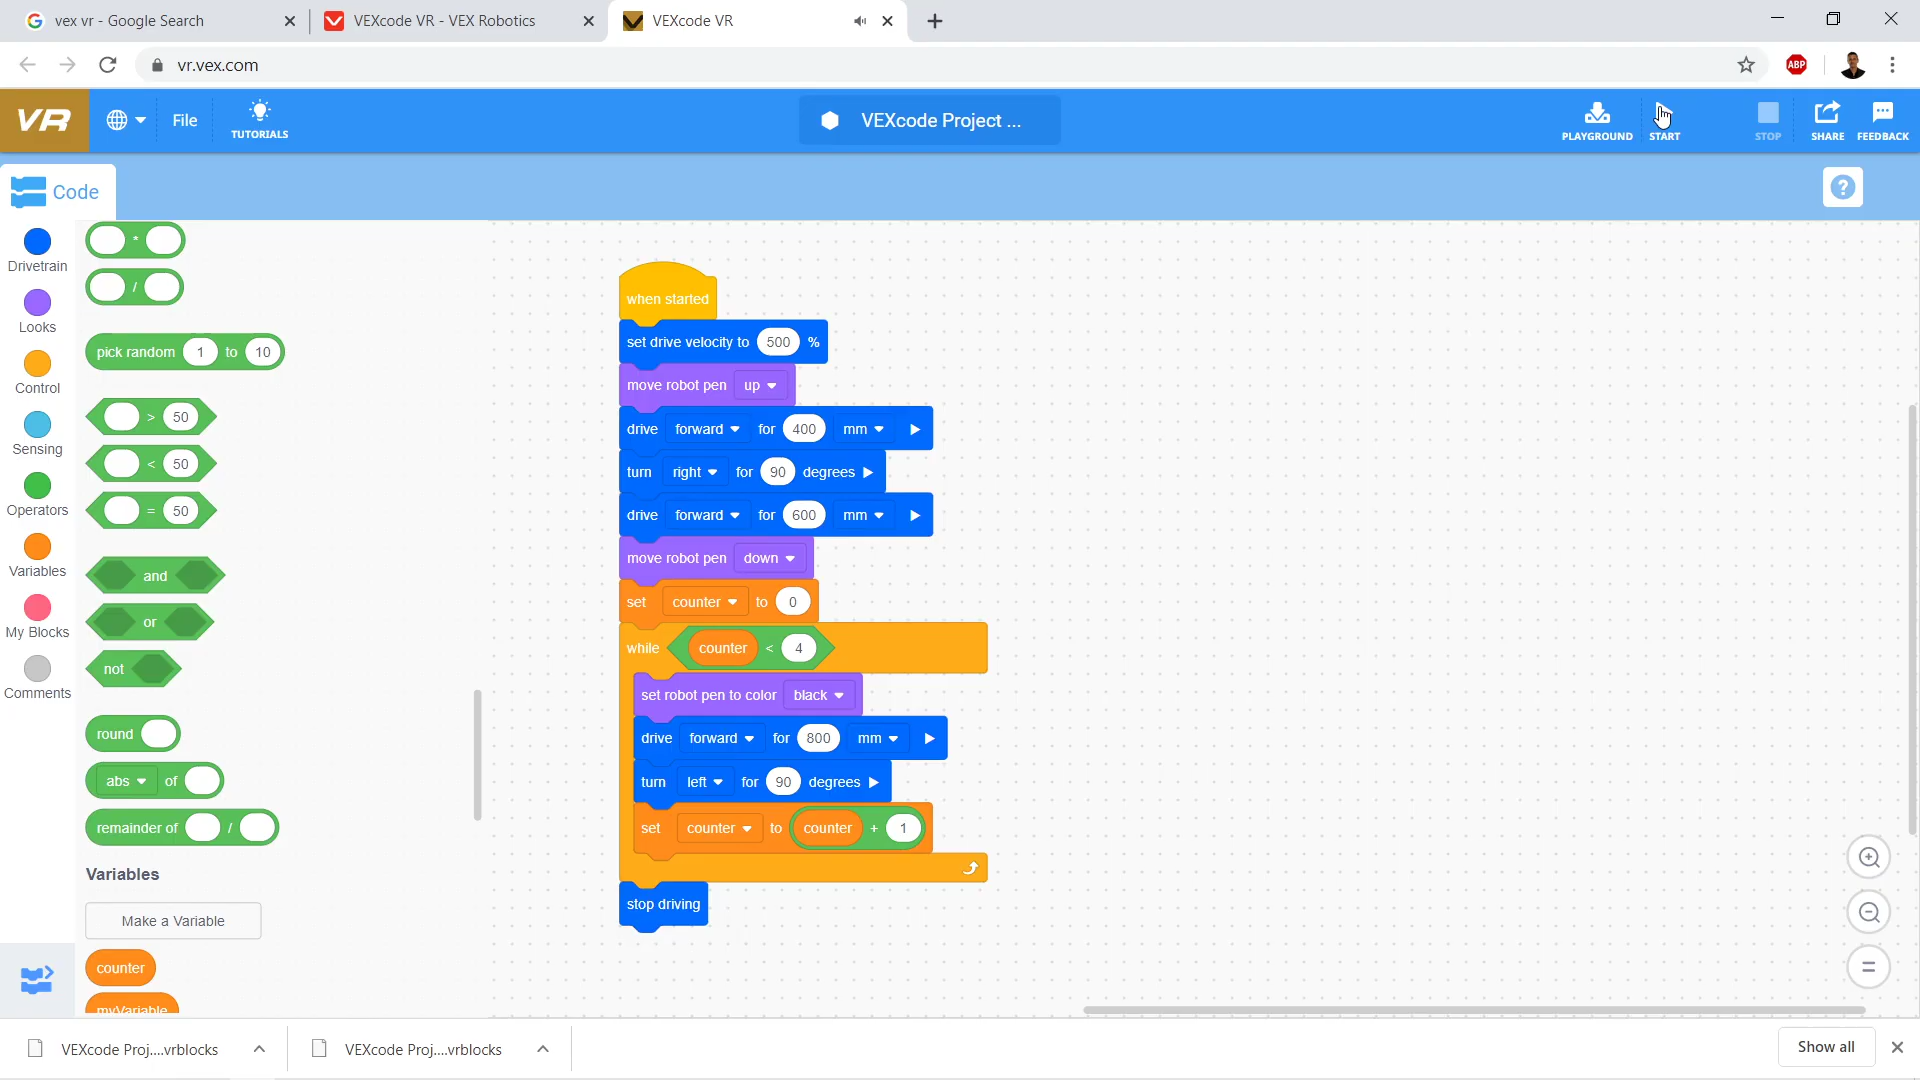 vex vr - Google Search
VEXcode VR - VEX Robotics
VEXcode VR
vr.vex.com
ABP
VR
File
TUTORIALS
VEXcode Project ...
PLAYGROUND
START
STOP
SHARE
FEEDBACK
Code
?
Drivetrain
Looks
Control
Sensing
Operators
Variables
My Blocks
Comments
*
/
pick random 1 to 10
> 50
< 50
= 50
and
or
not
round
abs of
remainder of /
Variables
Make a Variable
counter
myVariable
when started
set drive velocity to 500 %
move robot pen up
drive forward for 400 mm
turn right for 90 degrees
drive forward for 600 mm
move robot pen down
set counter to 0
while counter < 4
set robot pen to color black
drive forward for 800 mm
turn left for 90 degrees
set counter to counter + 1
stop driving
VEXcode Proj....vrblocks
VEXcode Proj....vrblocks
Show all